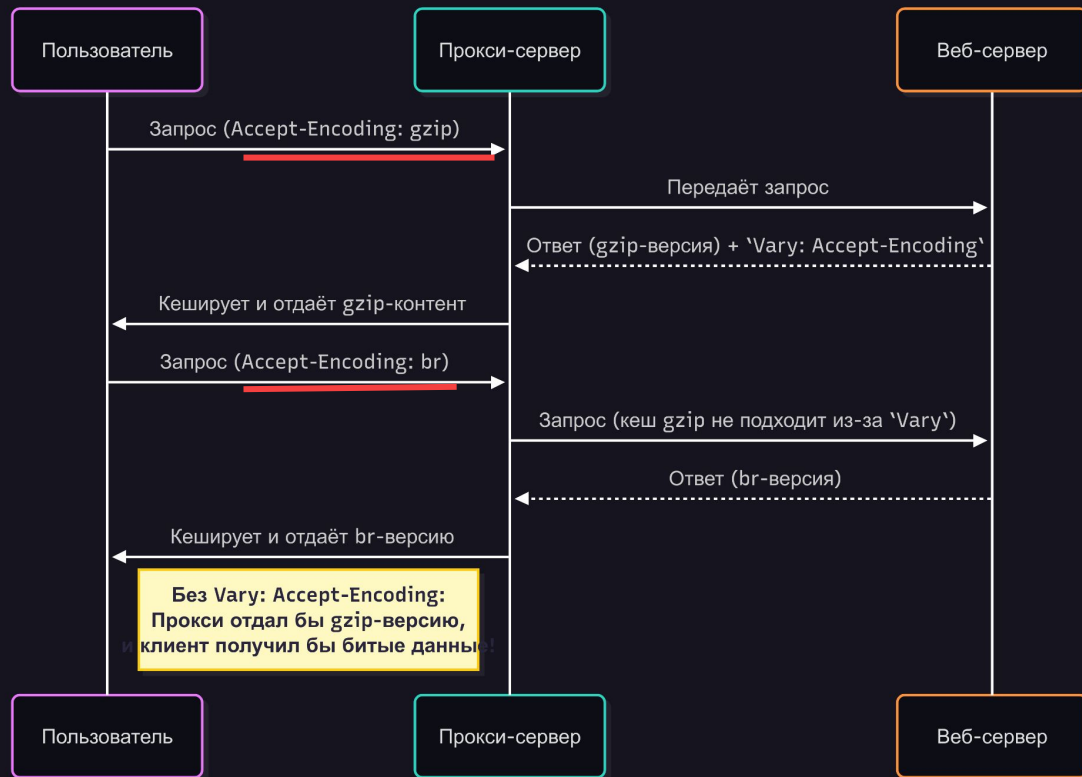 Пользователь
Прокси-сервер
Веб-сервер
Запрос (Accept-Encoding: gzip)
Передаёт запрос
Ответ (gzip-версия) + `Vary: Accept-Encoding`
Кеширует и отдаёт gzip-контент
Запрос (Accept-Encoding: br)
Запрос (кеш gzip не подходит из-за `Vary`)
Ответ (br-версия)
Кеширует и отдаёт br-версию
Без Vary: Accept-Encoding:
Прокси отдал бы gzip-версию,
и клиент получил бы битые данные!
Пользователь
Прокси-сервер
Веб-сервер